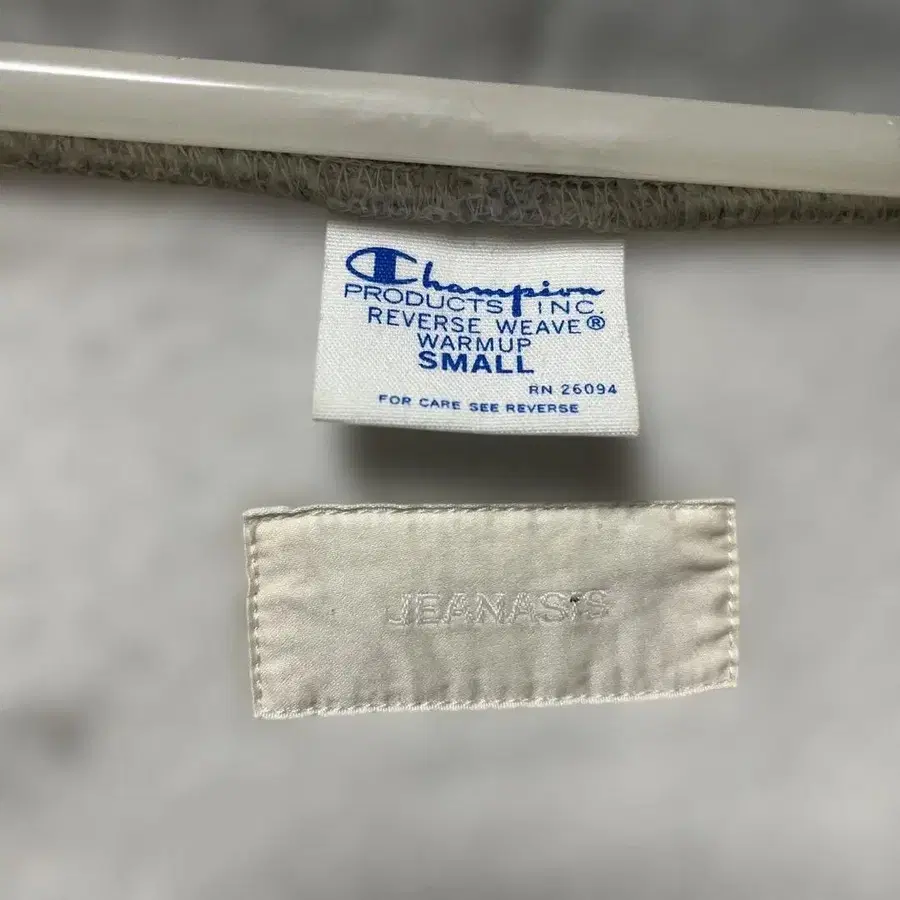 Champion
PRODUCTS INC.
REVERSE WEAVE®
WARMUP
SMALL
RN 26094
FOR CARE SEE REVERSE
JEANASIS